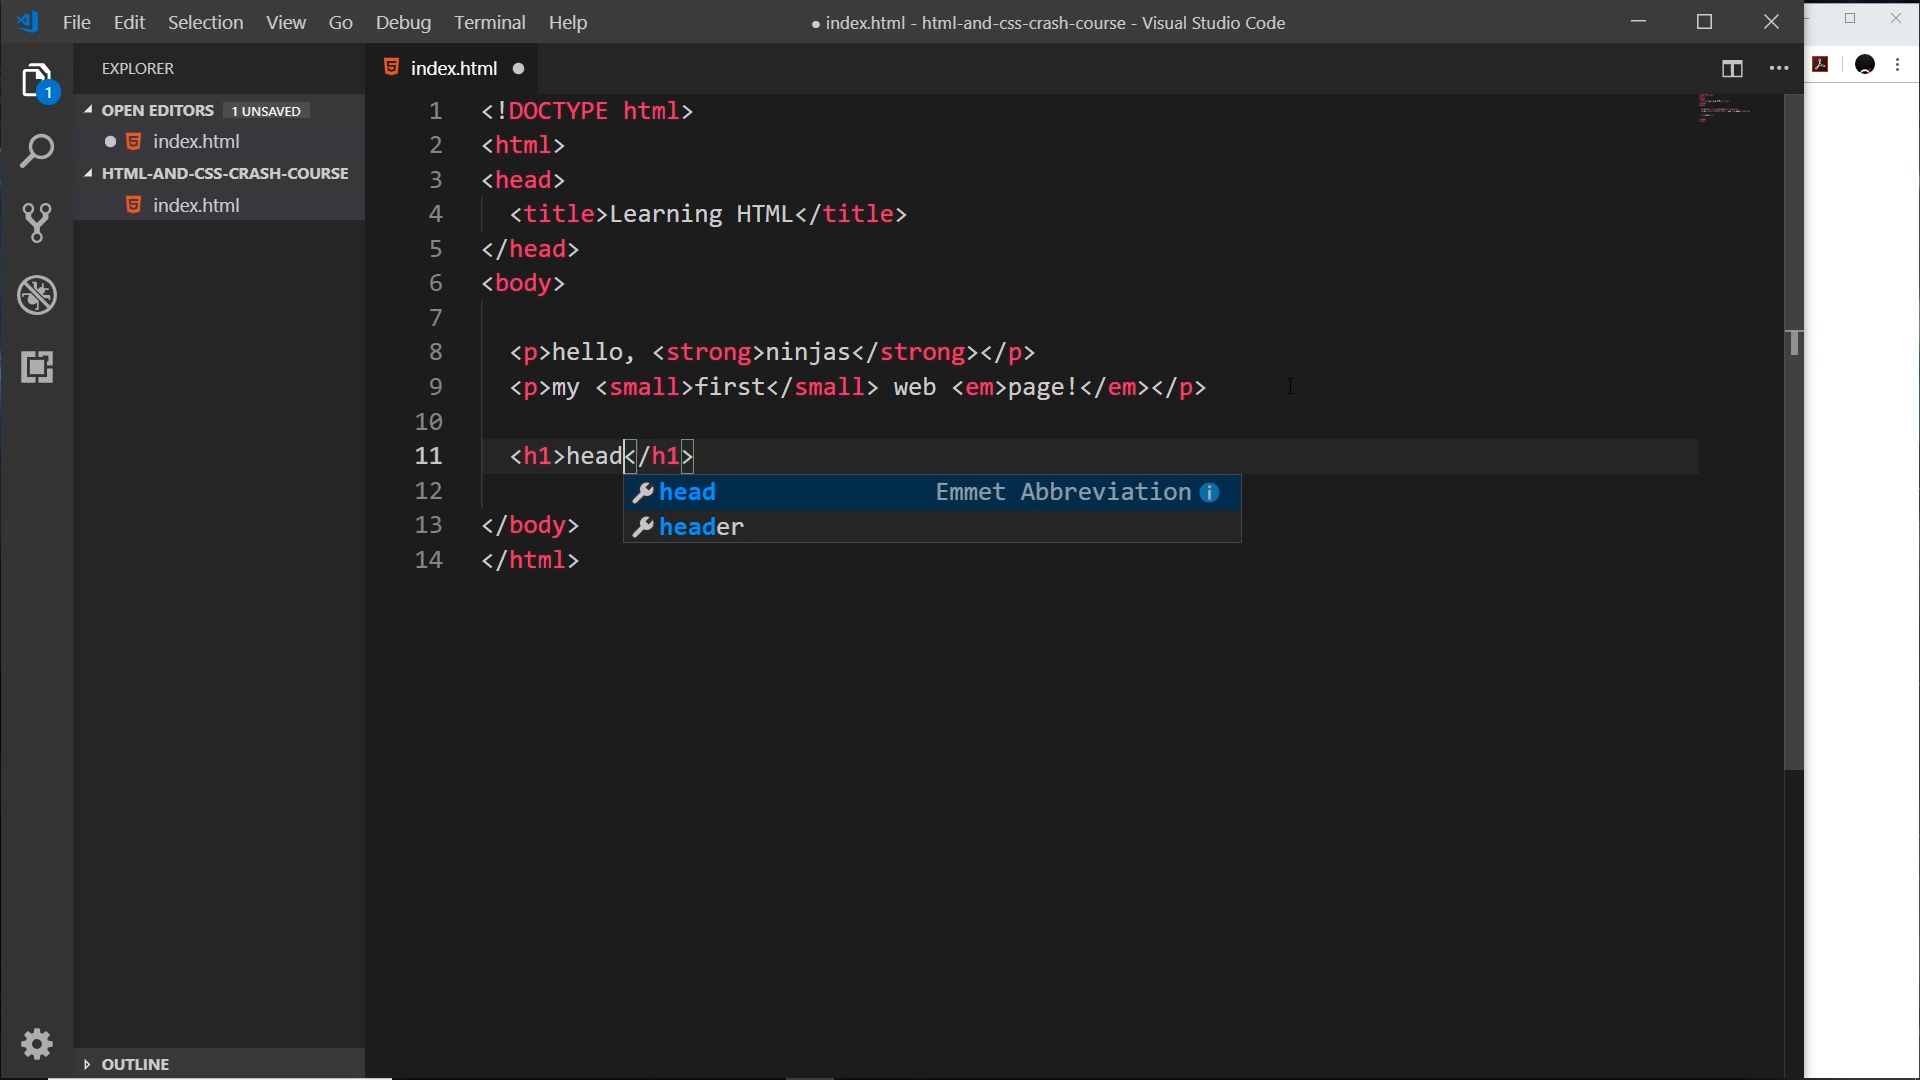 File Edit Selection View Go Debug Terminal Help
● index.html - html-and-css-crash-course - Visual Studio Code
EXPLORER
1
OPEN EDITORS 1 UNSAVED
index.html
HTML-AND-CSS-CRASH-COURSE
index.html
OUTLINE
index.html
1 <!DOCTYPE html>
2 <html>
3 <head>
4 <title>Learning HTML</title>
5 </head>
6 <body>
7
8 <p>hello, <strong>ninjas</strong></p>
9 <p>my <small>first</small> web <em>page!</em></p>
10
11 <h1>head</h1>
12
13 </body>
14 </html>
head Emmet Abbreviation
header